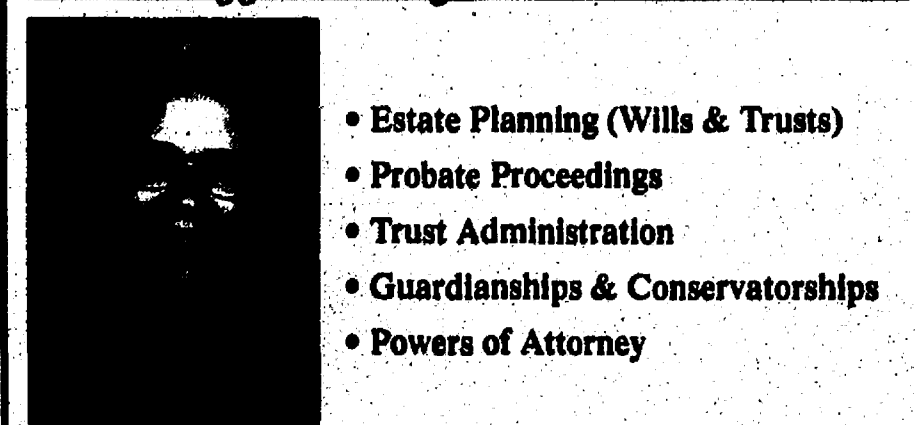 • Estate Planning (Wills & Trusts)
• Probate Proceedings
• Trust Administration
• Guardianships & Conservatorships
• Powers of Attorney